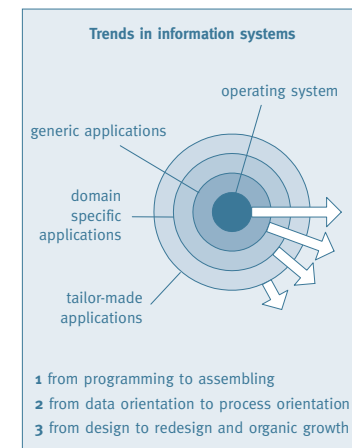 Trends in information systems
operating system
generic applications
domain
specific
applications
tailor-made
applications
1 from programming to assembling
2 from data orientation to process orientation
3 from design to redesign and organic growth